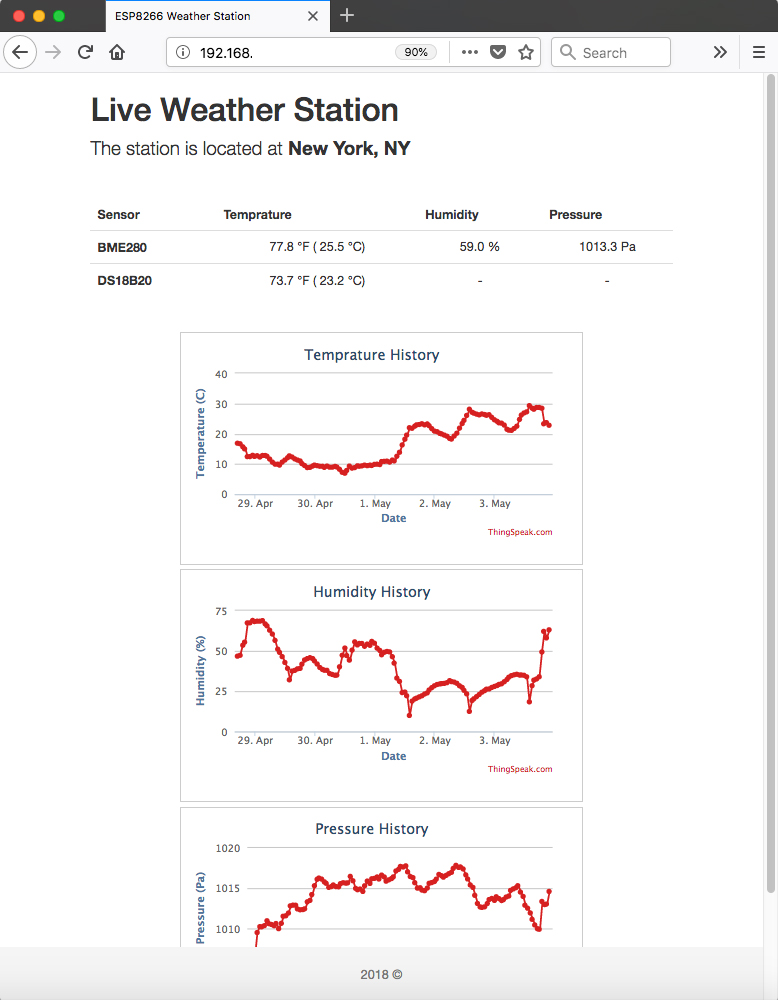 ESP8266 Weather Station
192.168.
90%
Search
Live Weather Station
The station is located at New York, NY
Sensor Temprature Humidity Pressure
BME280 77.8 °F ( 25.5 °C) 59.0 % 1013.3 Pa
DS18B20 73.7 °F ( 23.2 °C) - -
Temprature History
Temperature (C)
40
30
20
10
0
29. Apr 30. Apr 1. May 2. May 3. May
Date
ThingSpeak.com
Humidity History
Humidity (%)
75
50
25
0
29. Apr 30. Apr 1. May 2. May 3. May
Date
ThingSpeak.com
Pressure History
Pressure (Pa)
1020
1015
1010
2018 ©